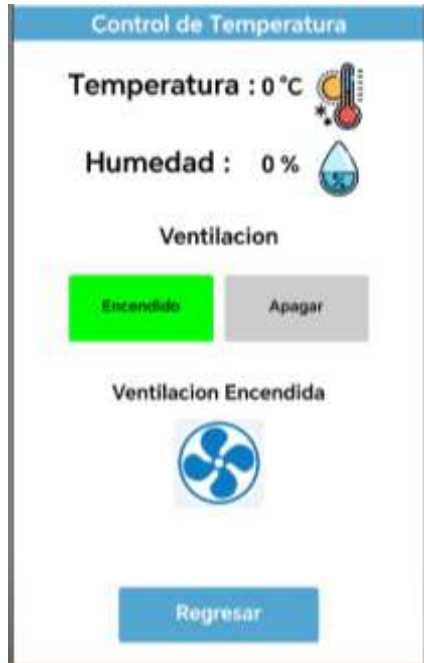 Control de Temperatura
Temperatura : 0 °C
Humedad : 0 %
%
Ventilacion
Encendido Apagar
Ventilacion Encendida
Regresar